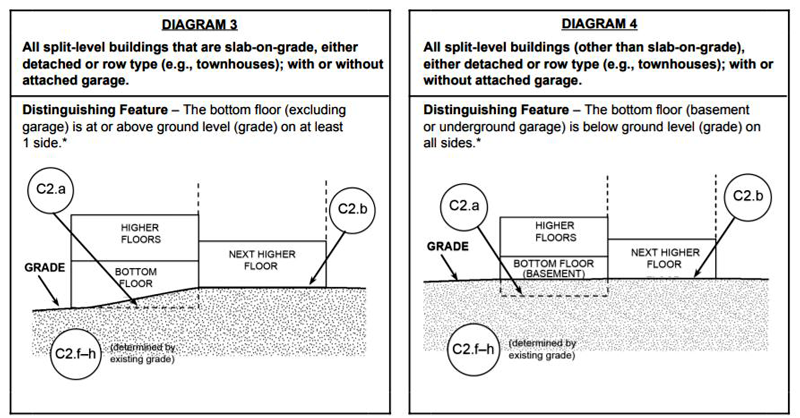 DIAGRAM 3
All split-level buildings that are slab-on-grade, either
detached or row type (e.g., townhouses); with or without
attached garage.
Distinguishing Feature – The bottom floor (excluding
garage) is at or above ground level (grade) on at least
1 side.*
C2.a
C2.b
HIGHER
FLOORS
NEXT HIGHER
FLOOR
GRADE
BOTTOM
FLOOR
C2.f–h
(determined by
existing grade)
DIAGRAM 4
All split-level buildings (other than slab-on-grade),
either detached or row type (e.g., townhouses); with or
without attached garage.
Distinguishing Feature – The bottom floor (basement
or underground garage) is below ground level (grade) on
all sides.*
C2.a
C2.b
HIGHER
FLOORS
GRADE
NEXT HIGHER
FLOOR
BOTTOM FLOOR
(BASEMENT)
C2.f–h
(determined by
existing grade)